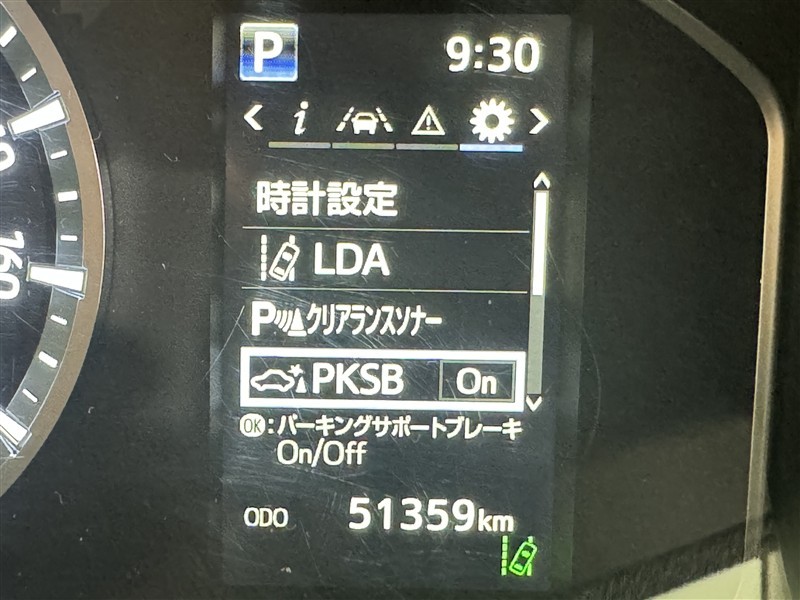 P 9:30
< i >
時計設定
LDA
P クリアランスソナー
PKSB On
OK:パーキングサポートブレーキ
On/Off
ODO 51359km
160